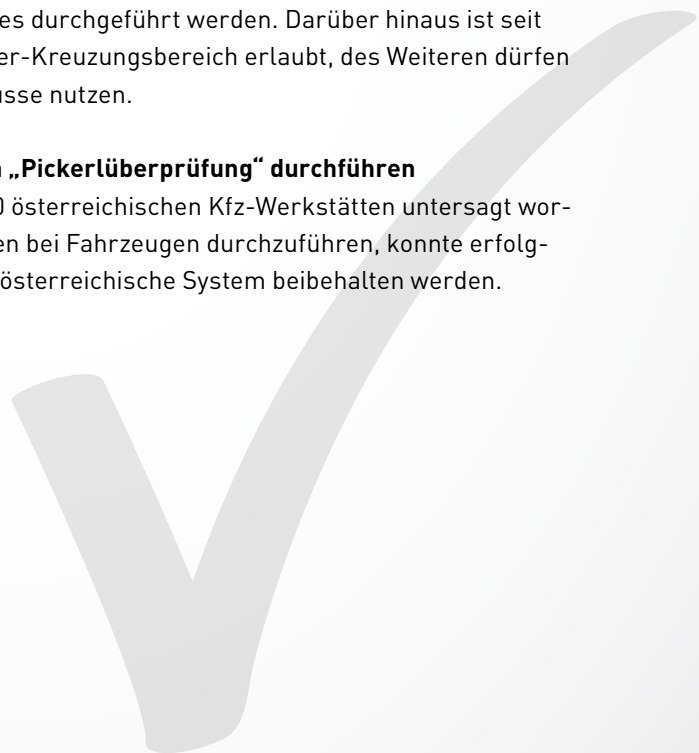 es durchgeführt werden. Darüber hinaus ist seit
er-Kreuzungsbereich erlaubt, des Weiteren dürfen
usse nutzen.
„Pickerlüberprüfung“ durchführen
österreichischen Kfz-Werkstätten untersagt wor-
en bei Fahrzeugen durchzuführen, konnte erfolg-
österreichische System beibehalten werden.